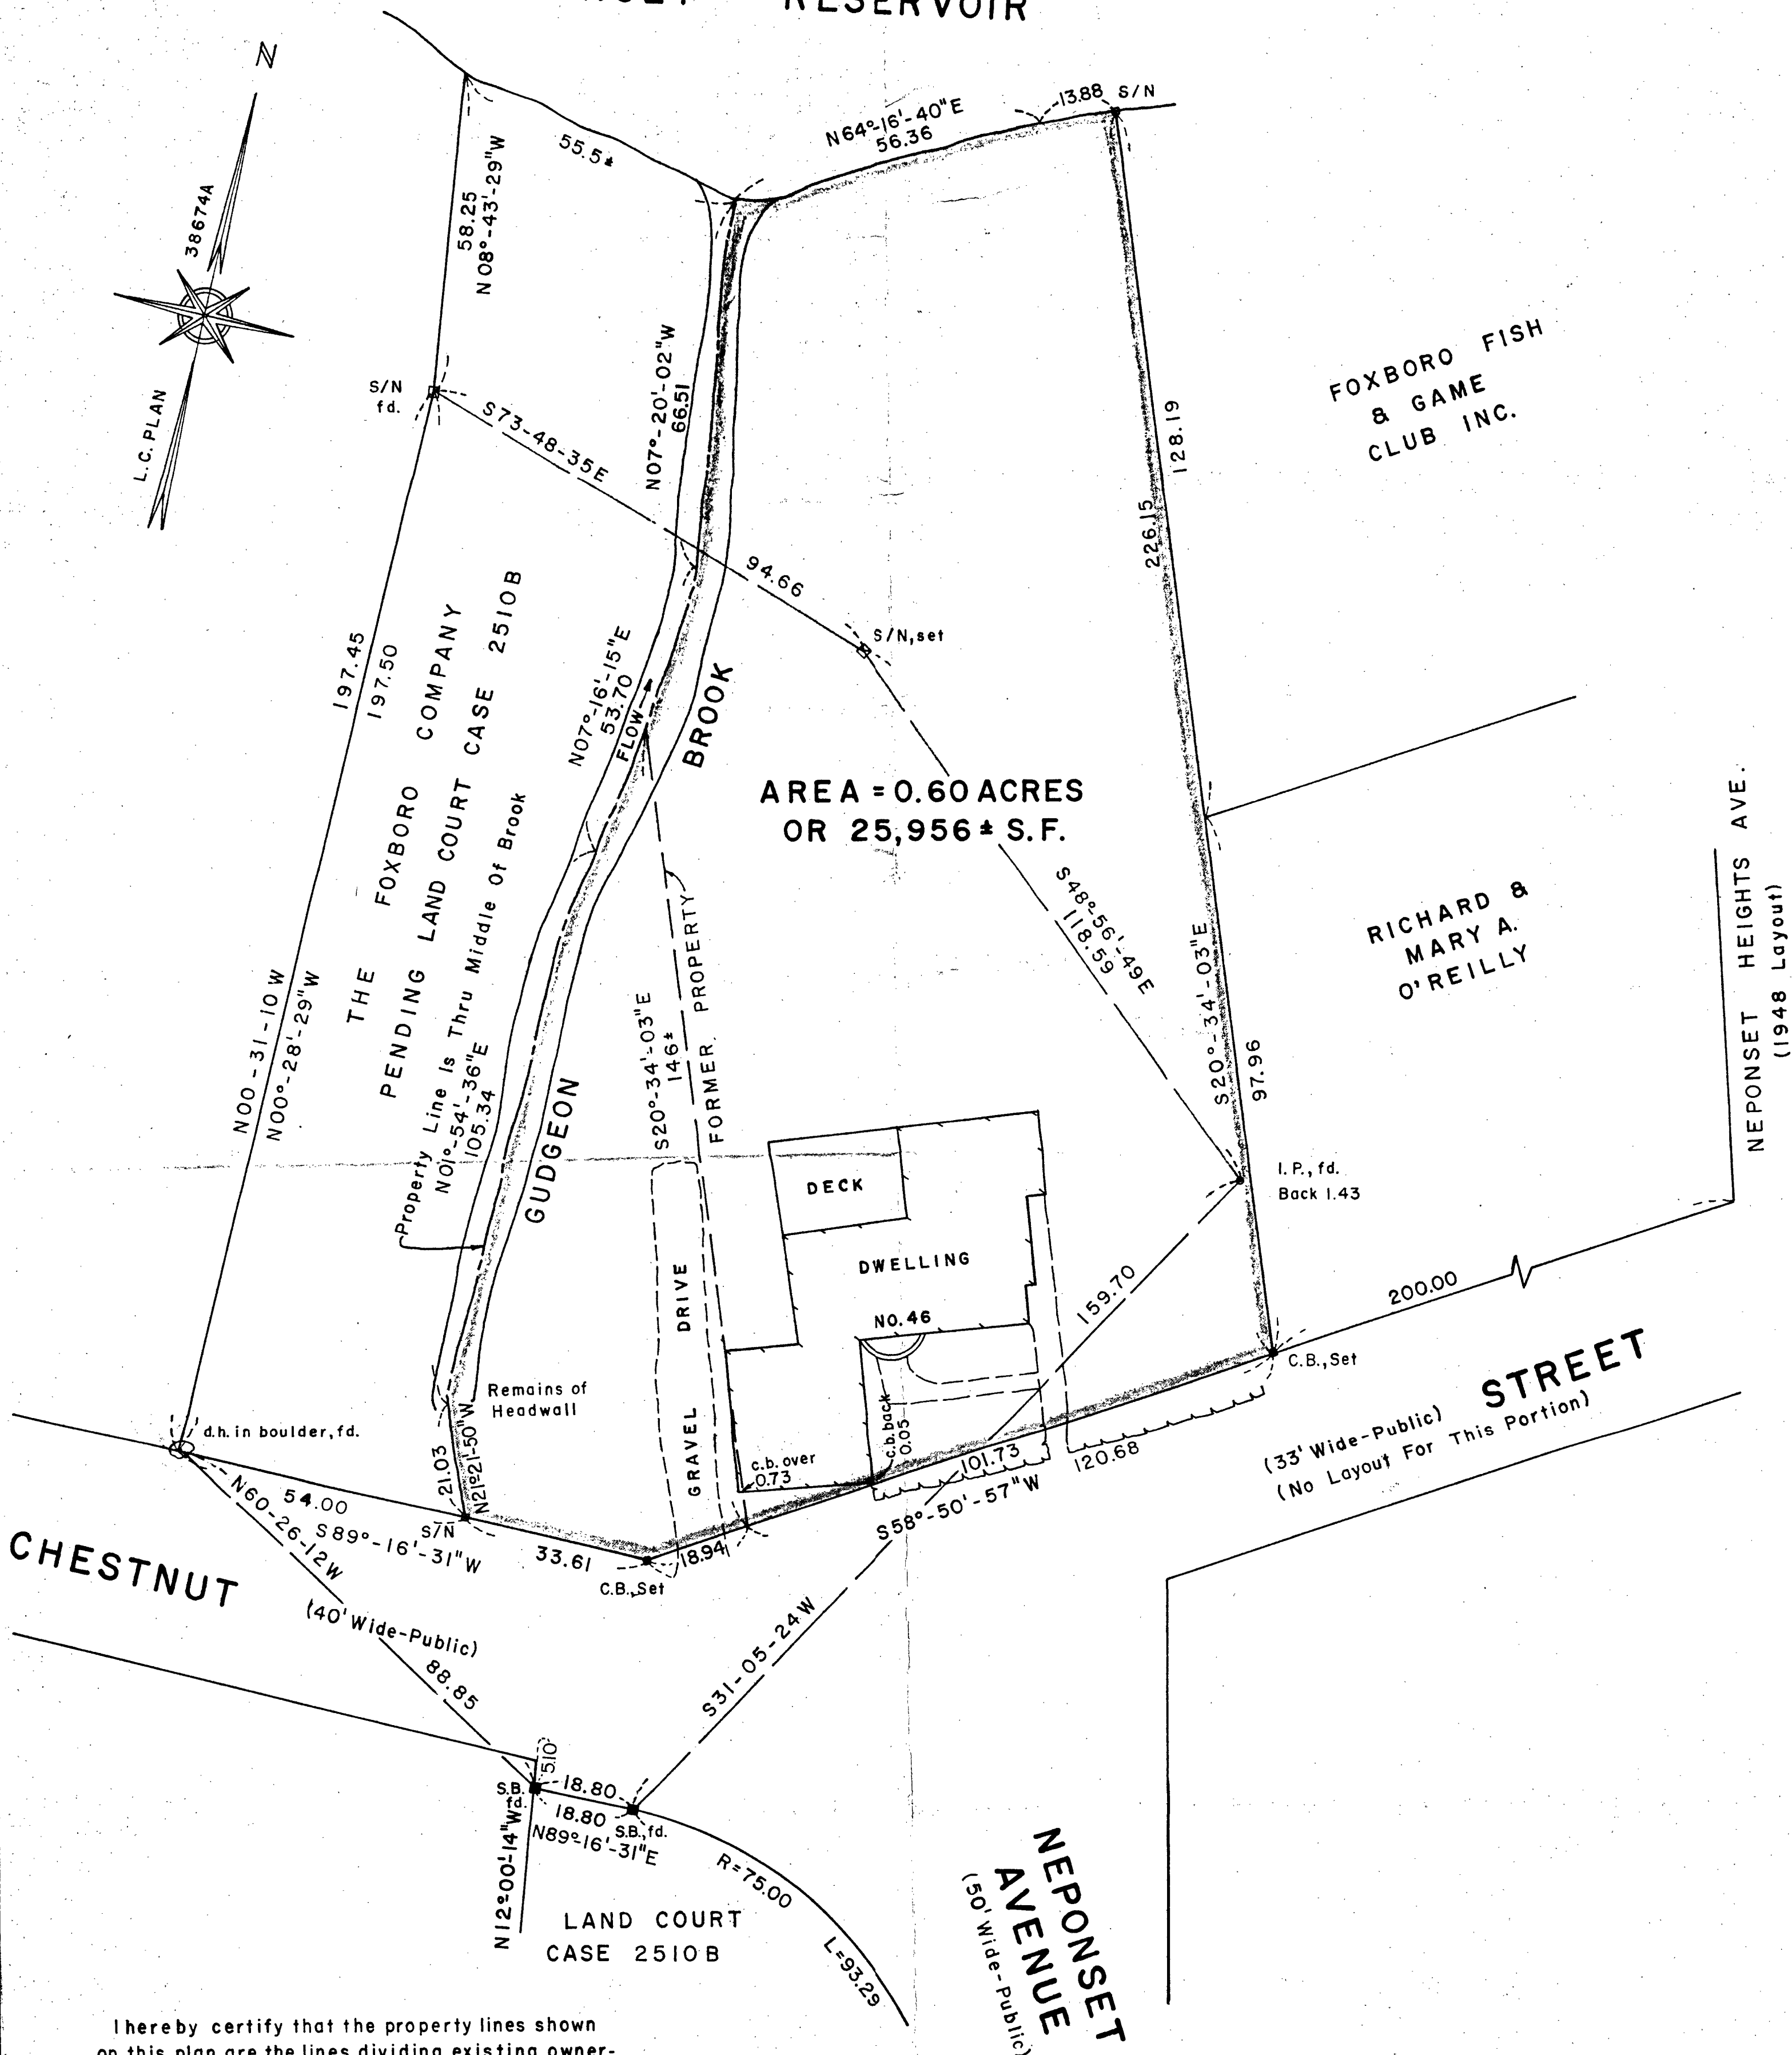 RESERVOIR
N
38674A
L.C. PLAN
58.25
N08°-43'-29"W
55.5±
N64°-16'-40"E
56.36
13.88
S/N
S/N
fd.
S73-48-35E
94.66
N07°-20'-02"W
66.51
S/N,set
128.19
226.15
FOXBORO FISH
& GAME
CLUB INC.
197.45
197.50
N00-31-10W
N00°-28'-29"W
THE FOXBORO COMPANY
PENDING LAND COURT CASE 2510B
Property Line Is Thru Middle Of Brook
N01°-54'-36"E
105.34
N07°-16'-15"E
53.70
FLOW
GUDGEON BROOK
AREA = 0.60 ACRES
OR 25,956± S.F.
S48°-56'-49E
118.59
S20°-34'-03"E
146±
FORMER PROPERTY
S20°-34'-03"E
97.96
RICHARD &
MARY A.
O'REILLY
NEPONSET HEIGHTS AVE.
(1948 Layout)
I.P., fd.
Back 1.43
DECK
DWELLING
NO.46
GRAVEL DRIVE
159.70
200.00
C.B.,Set
STREET
(33' Wide-Public)
(No Layout For This Portion)
Remains of
Headwall
21.03
N21°-21'-50"W
d.h. in boulder,fd.
c.b. over
0.73
c.b. back
0.05
101.73
120.68
S58°-50'-57"W
54.00
S89°-16'-31"W
S/N
33.61
C.B.,Set
18.94
N60-26-12W
88.85
CHESTNUT
(40' Wide-Public)
S31-05-24W
5.10
S.B.
fd.
18.80
18.80
S.B.,fd.
N89°-16'-31"E
N12°00'-14"W
R=75.00
L=93.29
LAND COURT
CASE 2510B
NEPONSET
AVENUE
(50' Wide-Public)
I hereby certify that the property lines shown
on this plan are the lines dividing existing owner-